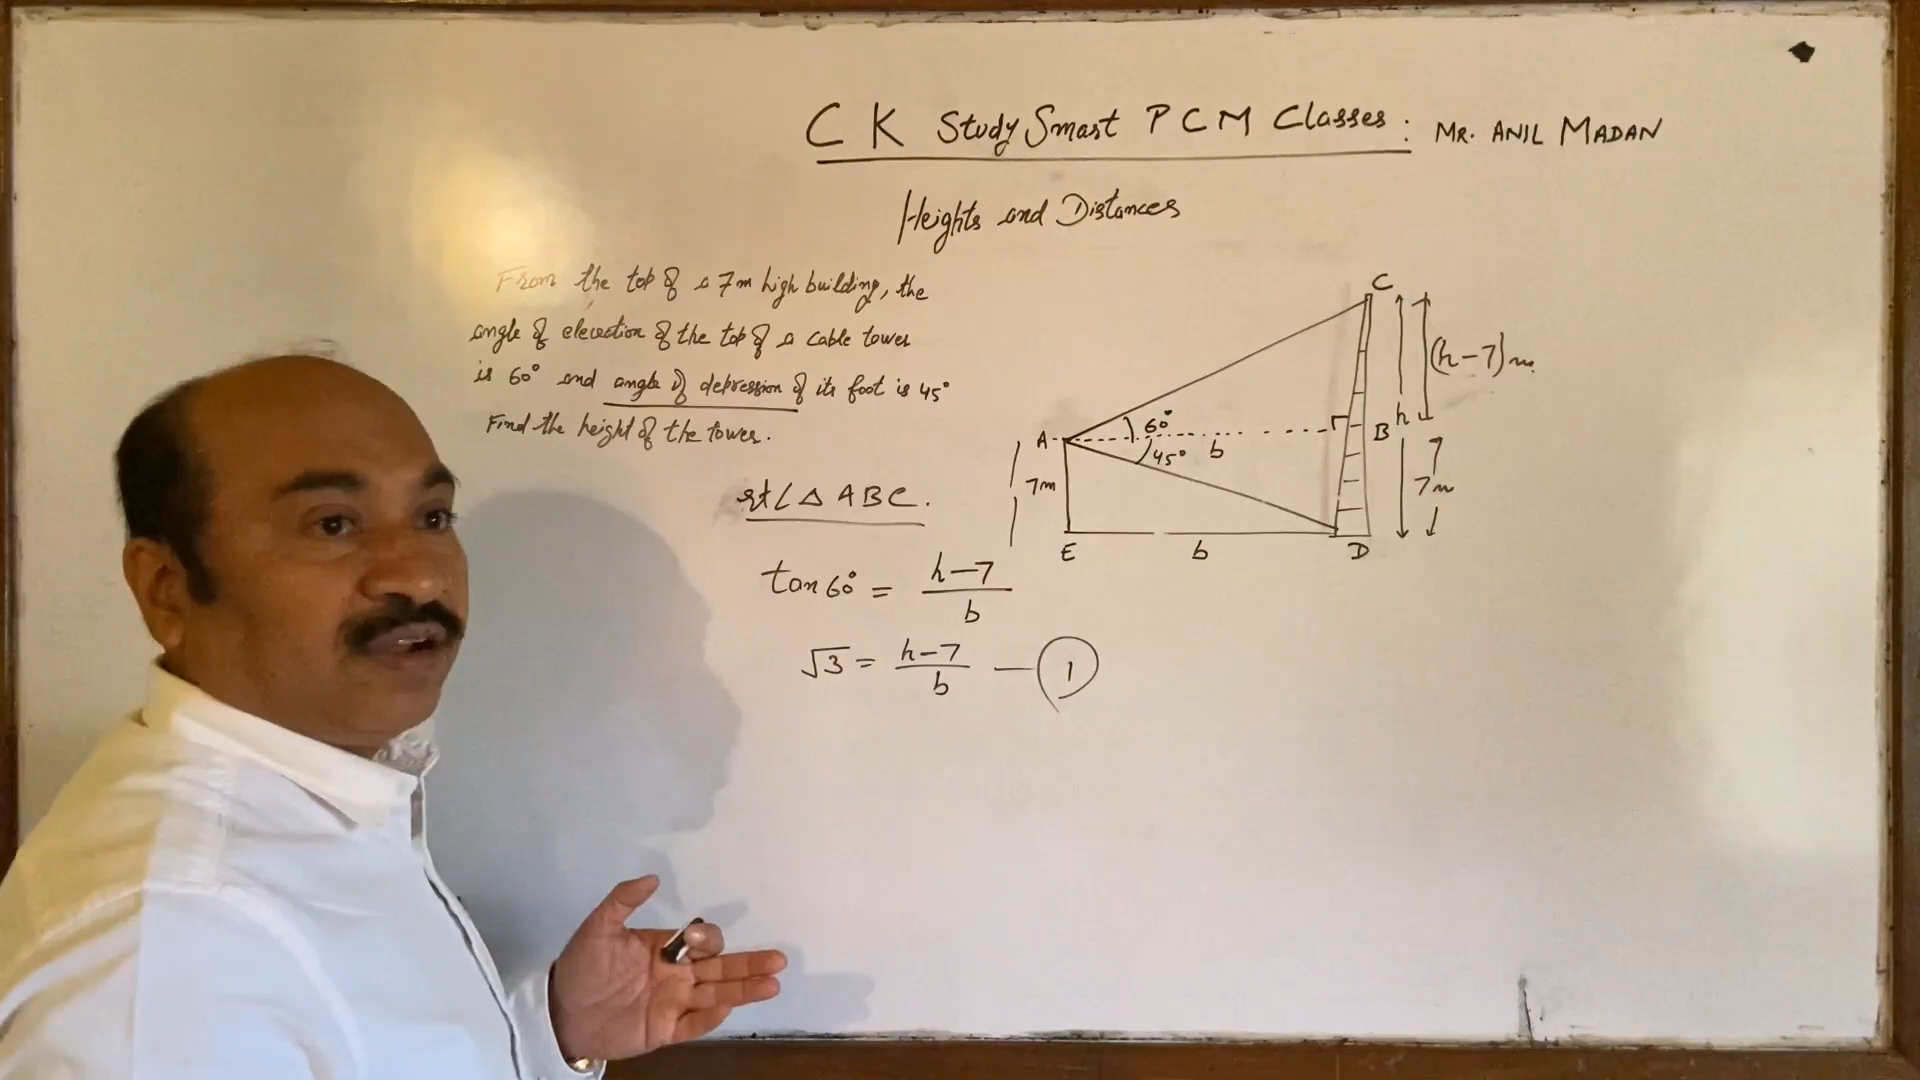 C K Study Smart PCM Classes : MR. ANIL MADAN
Heights and Distances
From the top of a 7m high building, the
angle of elevation of the top of a cable tower
is 60° and angle of depression of its foot is 45°
Find the height of the tower.
rt∠ △ ABC.
tan 60° = h-7 / b
√3 = h-7 / b — 1
C
(h-7)m
60°
A
B
h
45°
b
7m
7m
E
b
D